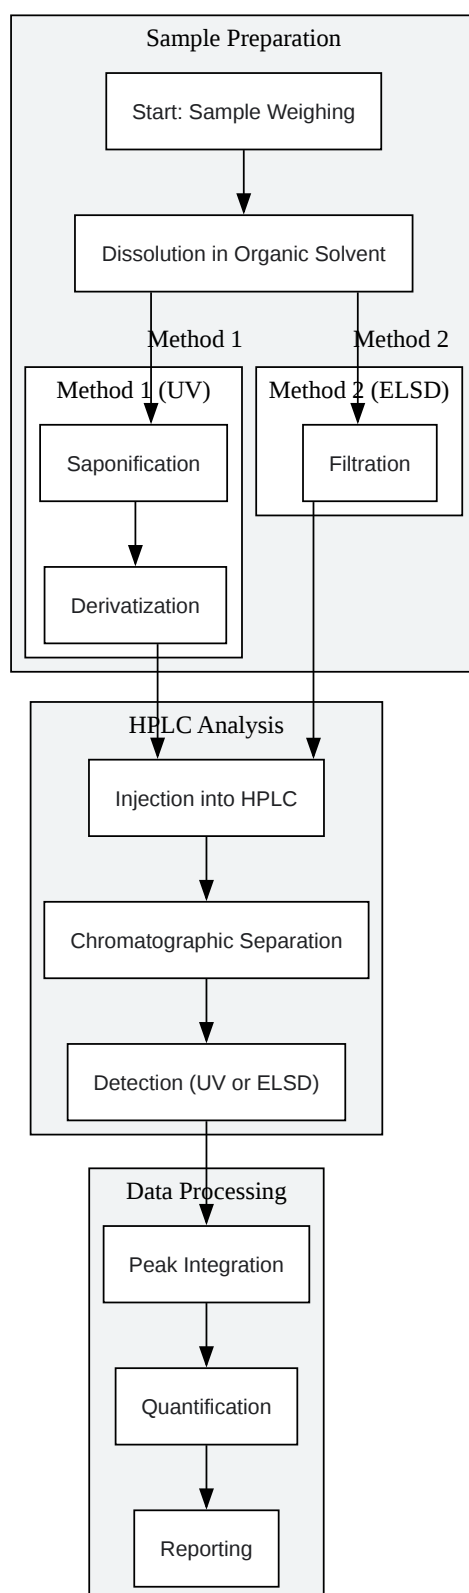 Sample Preparation
Start: Sample Weighing
Dissolution in Organic Solvent
Method 1
Method 2
Method 1 (UV)
Method 2 (ELSD)
Saponification
Filtration
Derivatization
HPLC Analysis
Injection into HPLC
Chromatographic Separation
Detection (UV or ELSD)
Data Processing
Peak Integration
Quantification
Reporting